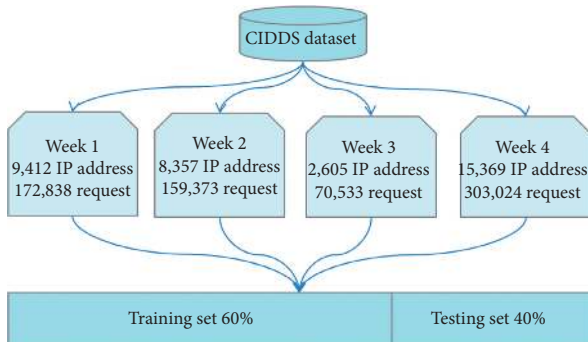 CIDDS dataset
Week 1
9,412 IP address
172,838 request
Week 2
8,357 IP address
159,373 request
Week 3
2,605 IP address
70,533 request
Week 4
15,369 IP address
303,024 request
Training set 60%
Testing set 40%